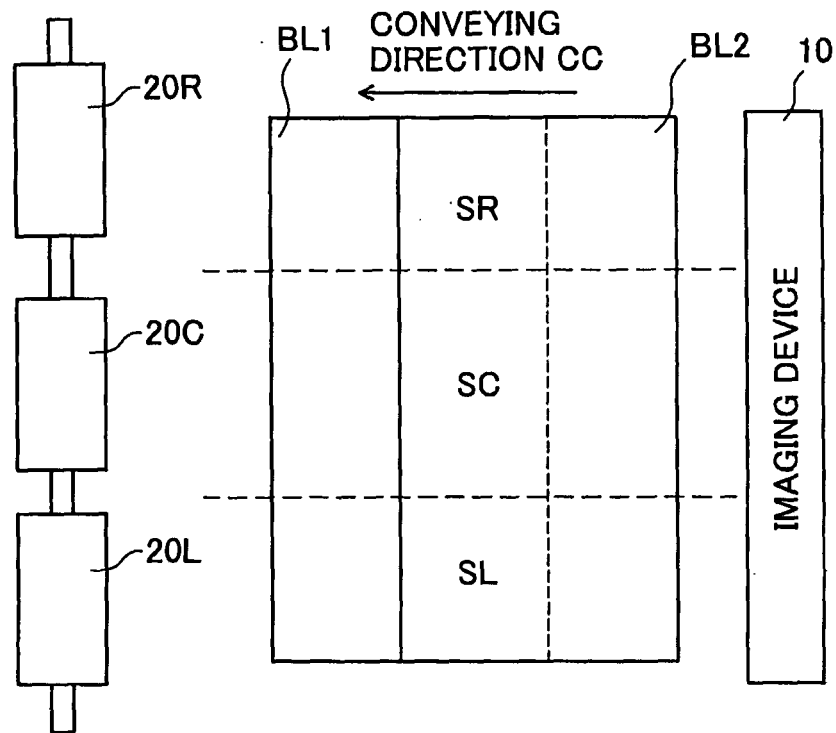 CONVEYING
DIRECTION CC
BL1
BL2
10
20R
SR
20C
SC
IMAGING DEVICE
20L
SL